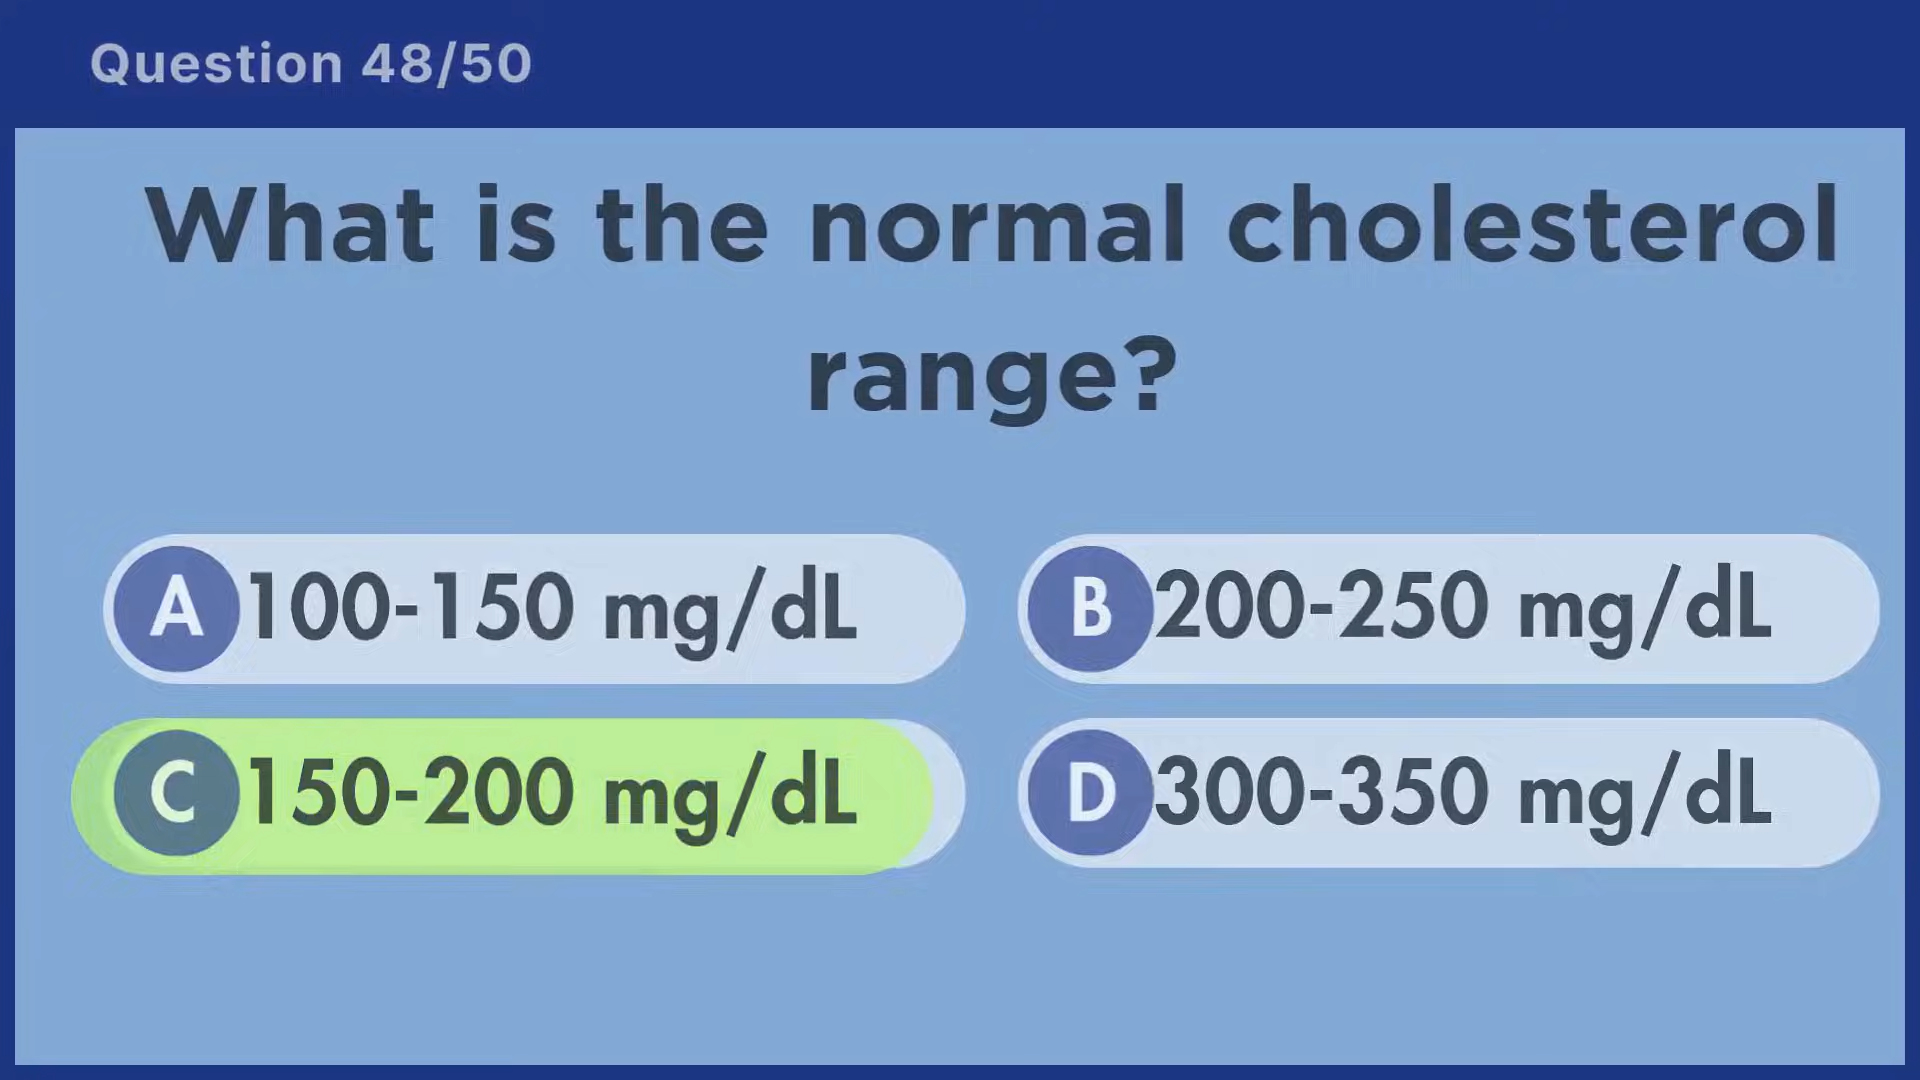 Question 48/50
What is the normal cholesterol
range?
A 100-150 mg/dL
B 200-250 mg/dL
C 150-200 mg/dL
D 300-350 mg/dL